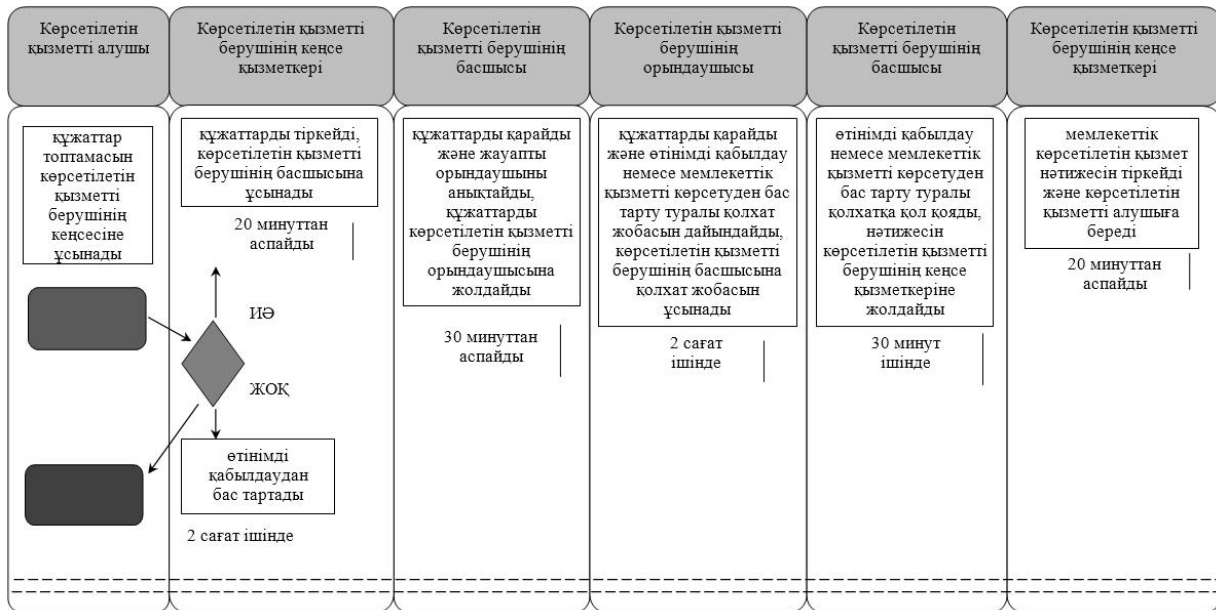 Көрсетілетін
қызметті алушы
Көрсетілетін қызметті
берушінің кеңсе
қызметкері
Көрсетілетін
қызметті берушінің
басшысы
Көрсетілетін қызметті
берушінің
орындаушысы
Көрсетілетін
қызметті берушінің
басшысы
Көрсетілетін қызметті
берушінің кеңсе
қызметкері
құжаттар
топтамасын
көрсетілетін
қызметті
берушінің
кеңсесіне
ұсынады
құжаттарды тіркейді,
көрсетілетін қызметті
берушінің басшысына
ұсынады
20 минуттан
аспайды
ИӘ
ЖОҚ
өтінімді
қабылдаудан
бас тартады
2 сағат ішінде
құжаттарды қарайды
және жауапты
орындаушыны
анықтайды,
құжаттарды
көрсетілетін қызметті
берушінің
орындаушысына
жолдайды
30 минуттан
аспайды
құжаттарды қарайды
және өтінімді қабылдау
немесе мемлекеттік
қызметті көрсетуден бас
тарту туралы қолхат
жобасын дайындайды,
көрсетілетін қызметті
берушінің басшысына
қолхат жобасын
ұсынады
2 сағат
ішінде
өтінімді қабылдау
немесе мемлекеттік
қызметті көрсетуден
бас тарту туралы
қолхатқа қол қояды,
нәтижесін
көрсетілетін қызметті
берушінің кеңсе
қызметкеріне
жолдайды
30 минут
ішінде
мемлекеттік
көрсетілетін қызмет
нәтижесін тіркейді
және көрсетілетін
қызметті алушыға
береді
20 минуттан
аспайды